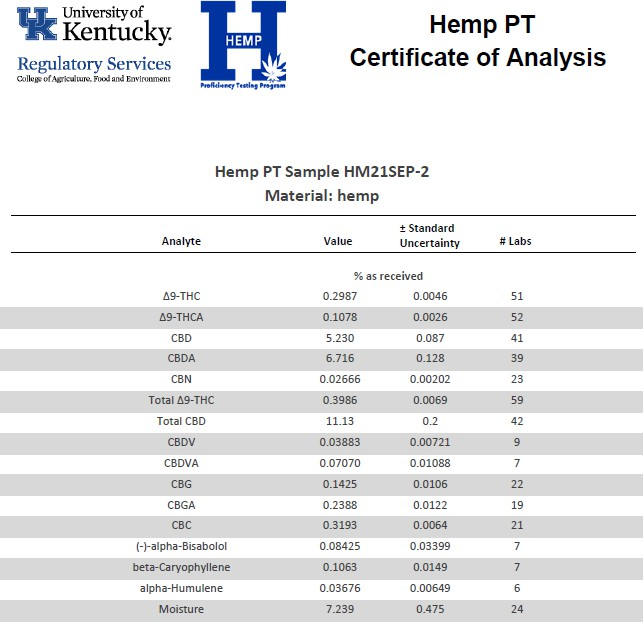 University of
Kentucky.
Regulatory Services
College of Agriculture, Food and Environment
UK
HEMP
Proficiency Testing Program
Hemp PT
Certificate of Analysis
Hemp PT Sample HM21SEP-2
Material: hemp
Analyte Value ± Standard Uncertainty # Labs
% as received
Δ9-THC 0.2987 0.0046 51
Δ9-THCA 0.1078 0.0026 52
CBD 5.230 0.087 41
CBDA 6.716 0.128 39
CBN 0.02666 0.00202 23
Total Δ9-THC 0.3986 0.0069 59
Total CBD 11.13 0.2 42
CBDV 0.03883 0.00721 9
CBDVA 0.07070 0.01088 7
CBG 0.1425 0.0106 22
CBGA 0.2388 0.0122 19
CBC 0.3193 0.0064 21
(-)-alpha-Bisabolol 0.08425 0.03399 7
beta-Caryophyllene 0.1063 0.0149 7
alpha-Humulene 0.03676 0.00649 6
Moisture 7.239 0.475 24